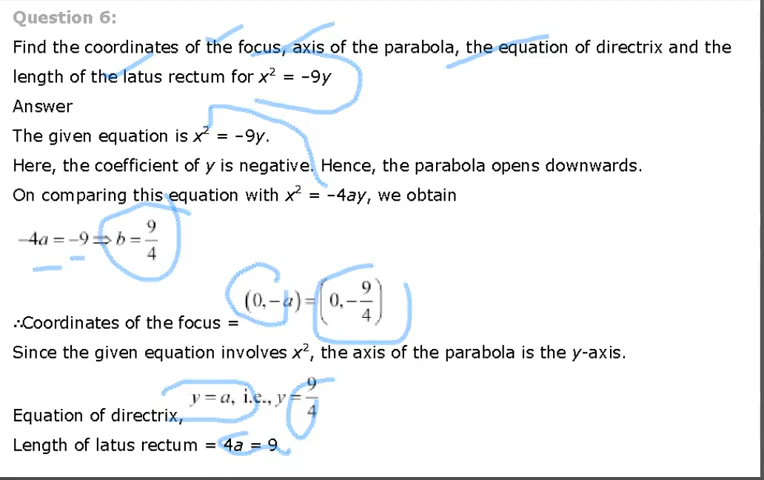 Question 6:
Find the coordinates of the focus, axis of the parabola, the equation of directrix and the
length of the latus rectum for x² = –9y
Answer
The given equation is x² = –9y.
Here, the coefficient of y is negative. Hence, the parabola opens downwards.
On comparing this equation with x² = –4ay, we obtain
–4a = –9 ⇒ b = 9/4
∴Coordinates of the focus = (0, –a) = (0, –9/4)
Since the given equation involves x², the axis of the parabola is the y-axis.
Equation of directrix, y = a, i.e., y = 9/4
Length of latus rectum = 4a = 9